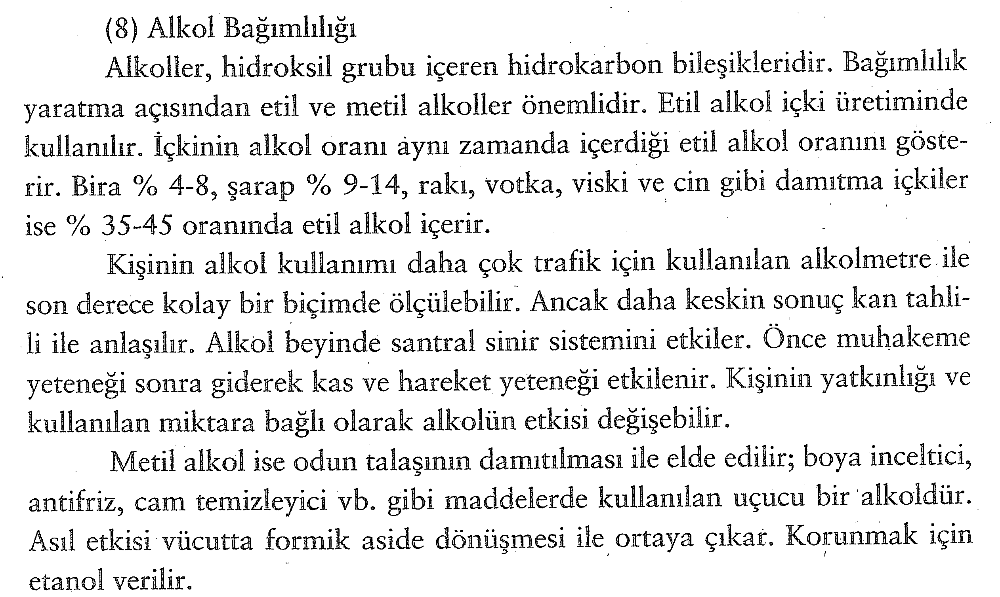 (8) Alkol Bağımlılığı
Alkoller, hidroksil grubu içeren hidrokarbon bileşikleridir. Bağımlılık
yaratma açısından etil ve metil alkoller önemlidir. Etil alkol içki üretiminde
kullanılır. İçkinin alkol oranı aynı zamanda içerdiği etil alkol oranını göste-
rir. Bira % 4-8, şarap % 9-14, rakı, votka, viski ve cin gibi damıtma içkiler
ise % 35-45 oranında etil alkol içerir.
Kişinin alkol kullanımı daha çok trafik için kullanılan alkolmetre ile
son derece kolay bir biçimde ölçülebilir. Ancak daha keskin sonuç kan tahli-
li ile anlaşılır. Alkol beyinde santral sinir sistemini etkiler. Önce muhakeme
yeteneği sonra giderek kas ve hareket yeteneği etkilenir. Kişinin yatkınlığı ve
kullanılan miktara bağlı olarak alkolün etkisi değişebilir.
Metil alkol ise odun talaşının damıtılması ile elde edilir; boya inceltici,
antifriz, cam temizleyici vb. gibi maddelerde kullanılan uçucu bir alkoldür.
Asıl etkisi vücutta formik aside dönüşmesi ile ortaya çıkar. Korunmak için
etanol verilir.